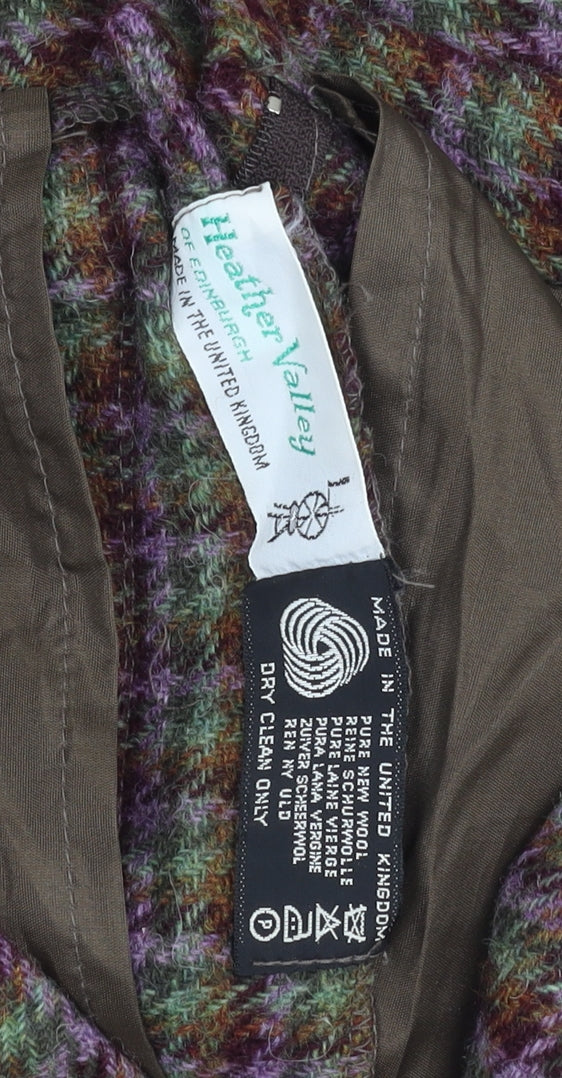 Heather Valley
OF EDINBURGH
MADE IN THE UNITED KINGDOM
MADE IN THE UNITED KINGDOM
PURE NEW WOOL
REINE SCHURWOLLE
PURE LAINE VIERGE
PURA LANA VERGINE
ZUIVER SCHEERWOL
REN NY ULD
DRY CLEAN ONLY
P